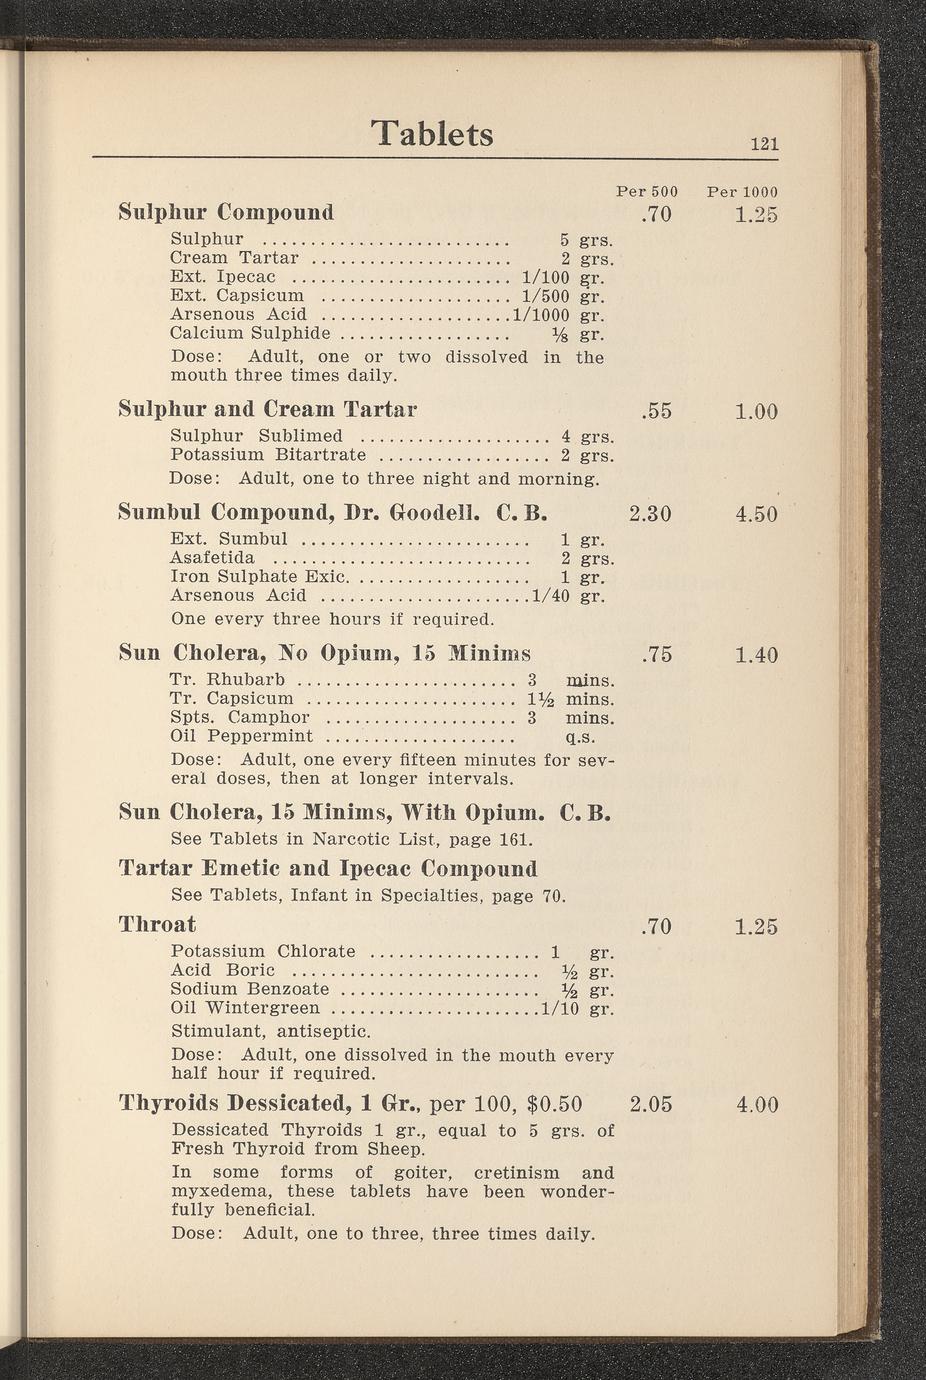 Tablets 121
Per 500 Per 1000
Sulphur Compound .70 1.25
Sulphur .......................... 5 grs.
Cream Tartar ..................... 2 grs.
Ext. Ipecac ....................... 1/100 gr.
Ext. Capsicum .................... 1/500 gr.
Arsenous Acid ....................1/1000 gr.
Calcium Sulphide .................. ⅛ gr.
Dose: Adult, one or two dissolved in the
mouth three times daily.
Sulphur and Cream Tartar .55 1.00
Sulphur Sublimed .................... 4 grs.
Potassium Bitartrate .................. 2 grs.
Dose: Adult, one to three night and morning.
Sumbul Compound, Dr. Goodell. C. B. 2.30 4.50
Ext. Sumbul ........................ 1 gr.
Asafetida ........................... 2 grs.
Iron Sulphate Exic. .................. 1 gr.
Arsenous Acid ......................1/40 gr.
One every three hours if required.
Sun Cholera, No Opium, 15 Minims .75 1.40
Tr. Rhubarb ....................... 3 mins.
Tr. Capsicum ...................... 1½ mins.
Spts. Camphor .................... 3 mins.
Oil Peppermint .................... q.s.
Dose: Adult, one every fifteen minutes for sev-
eral doses, then at longer intervals.
Sun Cholera, 15 Minims, With Opium. C. B.
See Tablets in Narcotic List, page 161.
Tartar Emetic and Ipecac Compound
See Tablets, Infant in Specialties, page 70.
Throat .70 1.25
Potassium Chlorate .................. 1 gr.
Acid Boric .......................... ½ gr.
Sodium Benzoate ..................... ½ gr.
Oil Wintergreen ......................1/10 gr.
Stimulant, antiseptic.
Dose: Adult, one dissolved in the mouth every
half hour if required.
Thyroids Dessicated, 1 Gr., per 100, $0.50 2.05 4.00
Dessicated Thyroids 1 gr., equal to 5 grs. of
Fresh Thyroid from Sheep.
In some forms of goiter, cretinism and
myxedema, these tablets have been wonder-
fully beneficial.
Dose: Adult, one to three, three times daily.